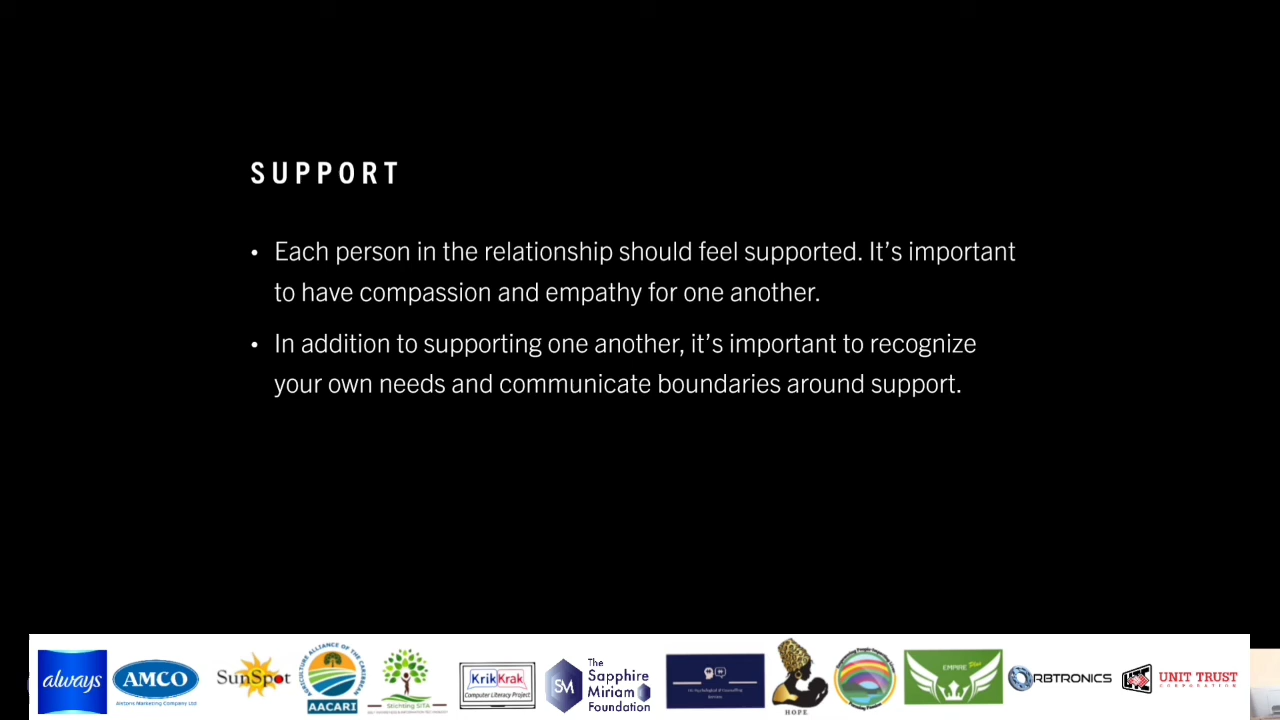 SUPPORT
• Each person in the relationship should feel supported. It's important
to have compassion and empathy for one another.
• In addition to supporting one another, it's important to recognize
your own needs and communicate boundaries around support.
always
AMCO
SunSpot
AACARI
Stichting SITA
KrikKrak
Computer Literacy Project
SM
The
Sapphire
Miriam
Foundation
H.O.P.E.
EMPIRE
RBTRONICS
UNIT TRUST
CORPORATION